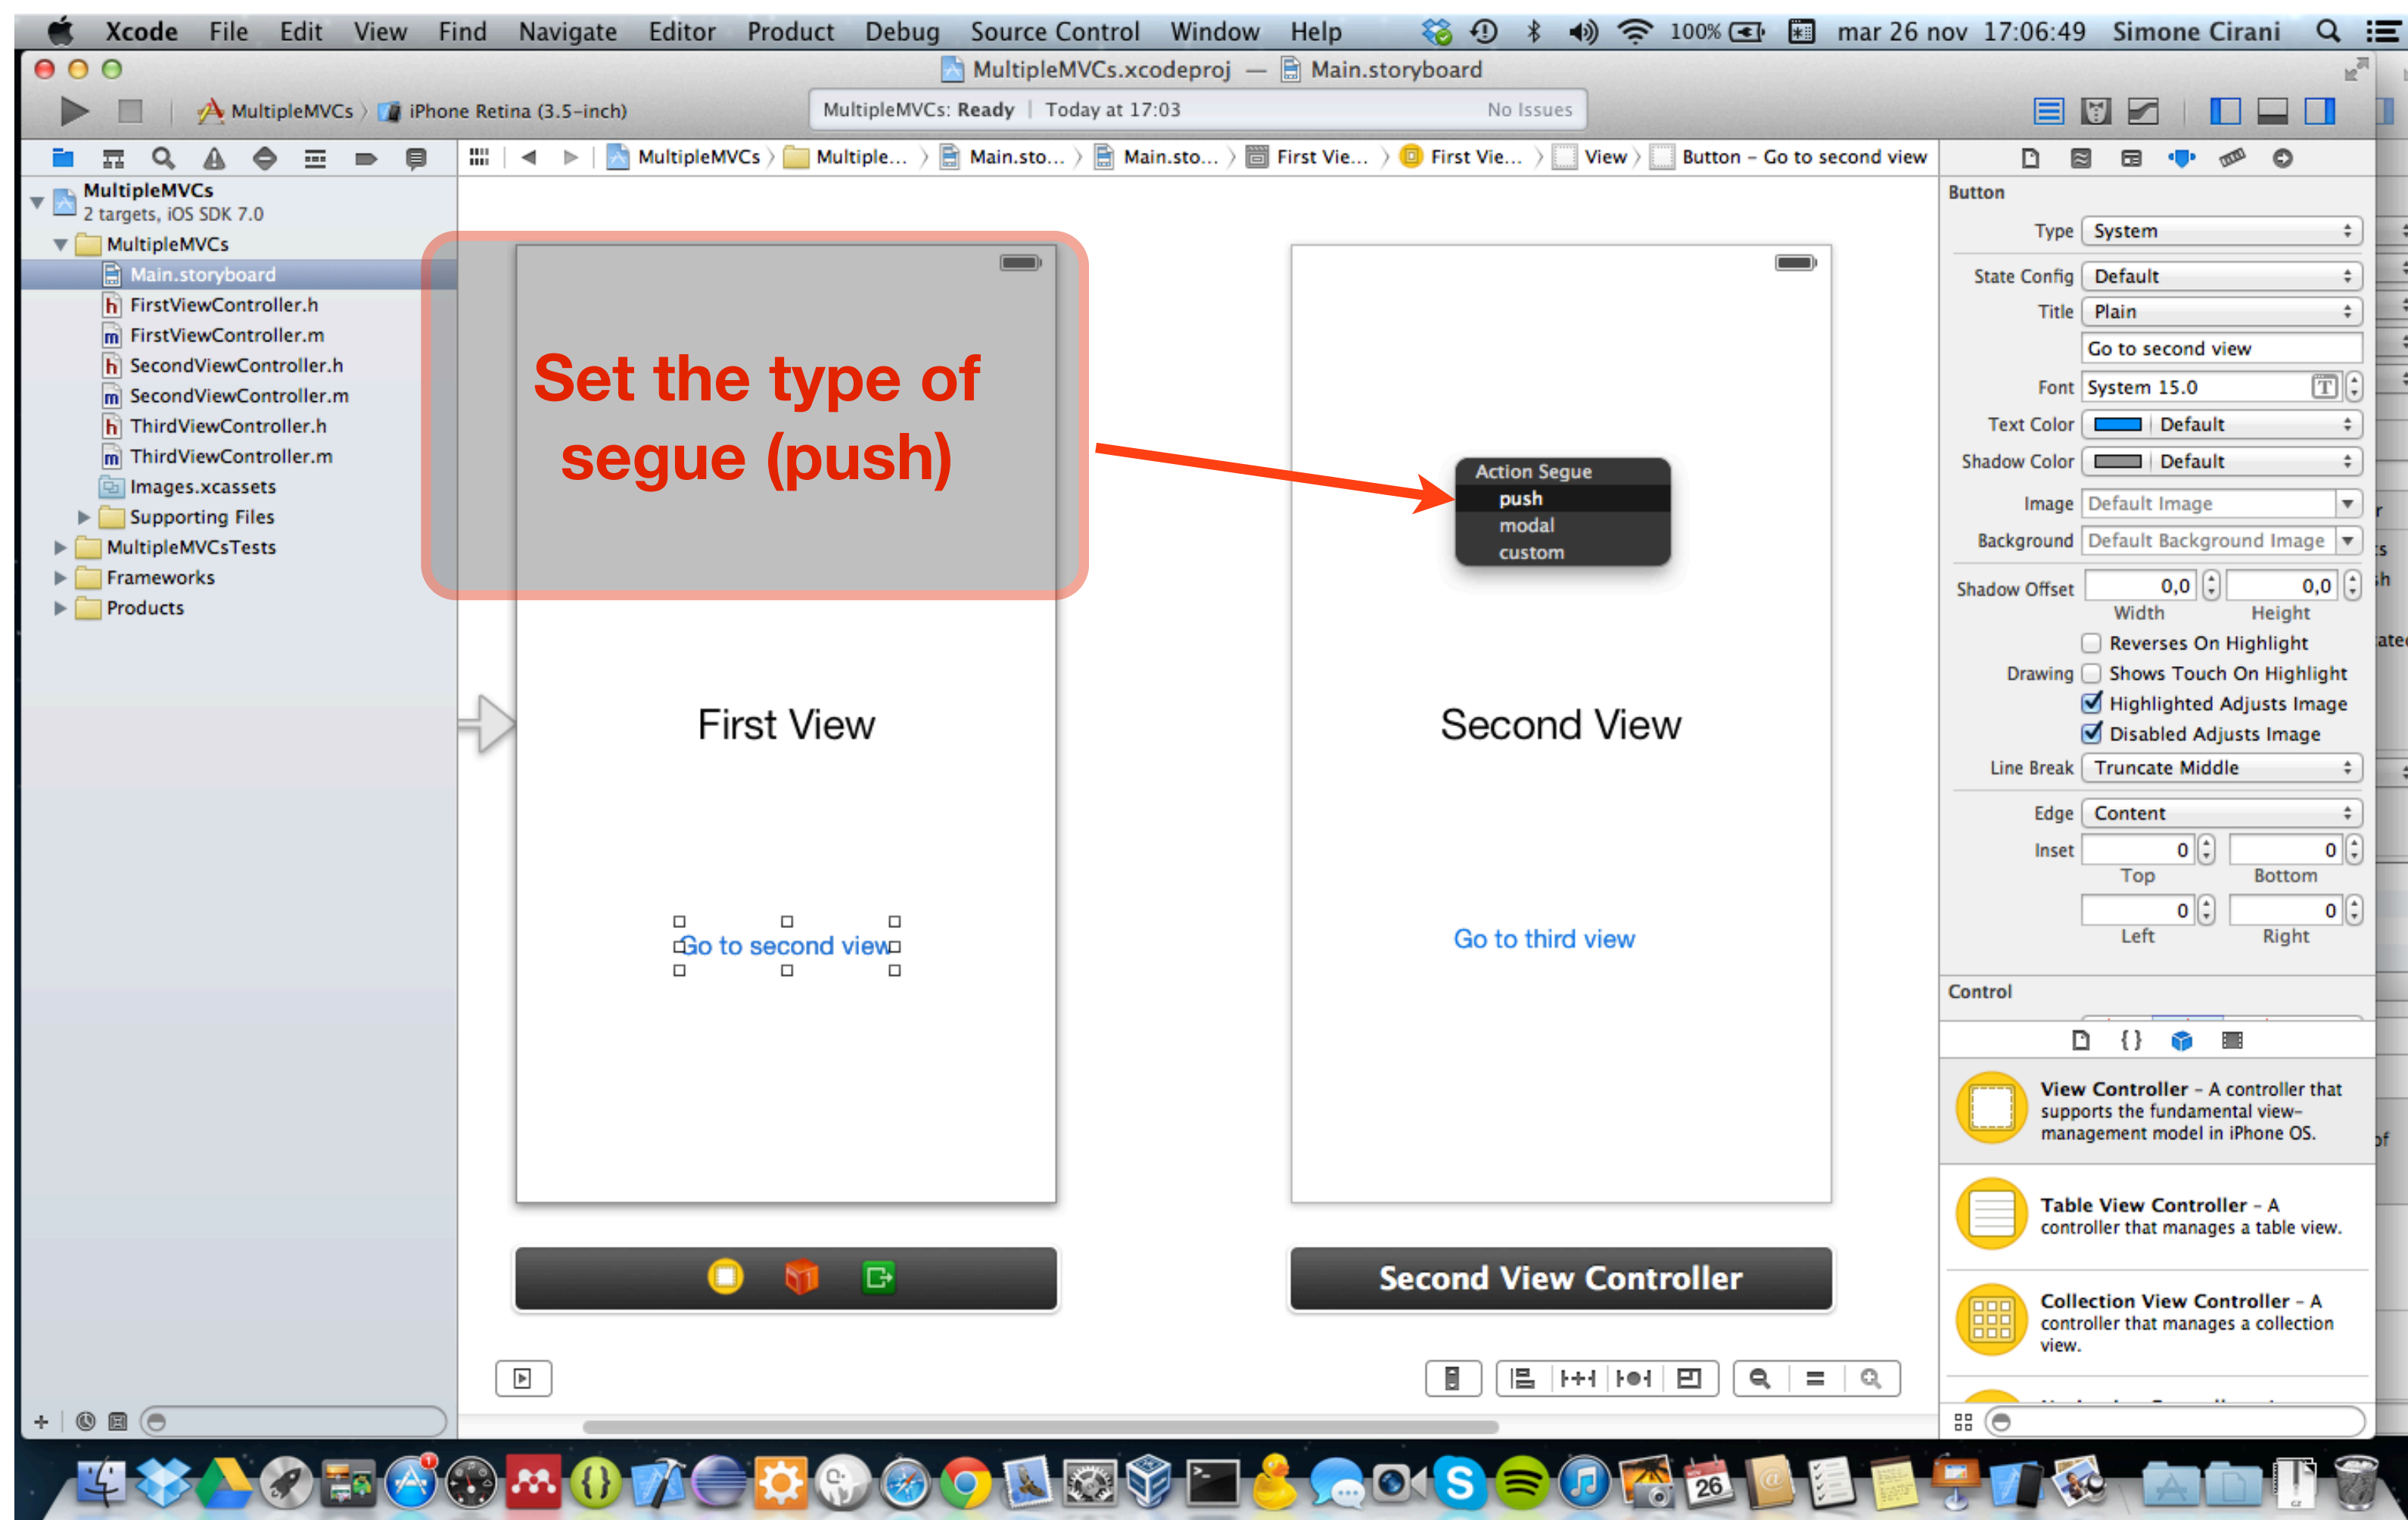 Xcode File Edit View Find Navigate Editor Product Debug Source Control Window Help 100% mar 26 nov 17:06:49 Simone Cirani
MultipleMVCs.xcodeproj — Main.storyboard
MultipleMVCs iPhone Retina (3.5-inch) MultipleMVCs: Ready | Today at 17:03 No Issues
MultipleMVCs Multiple... Main.sto... Main.sto... First Vie... First Vie... View Button – Go to second view
MultipleMVCs
2 targets, iOS SDK 7.0
MultipleMVCs
Main.storyboard
FirstViewController.h
FirstViewController.m
SecondViewController.h
SecondViewController.m
ThirdViewController.h
ThirdViewController.m
Images.xcassets
Supporting Files
MultipleMVCsTests
Frameworks
Products
Set the type of
segue (push)
Action Segue
push
modal
custom
First View
Second View
Go to second view
Go to third view
Second View Controller
Button
Type System
State Config Default
Title Plain
Go to second view
Font System 15.0
Text Color Default
Shadow Color Default
Image Default Image
Background Default Background Image
Shadow Offset 0,0 0,0
Width Height
Reverses On Highlight
Drawing Shows Touch On Highlight
Highlighted Adjusts Image
Disabled Adjusts Image
Line Break Truncate Middle
Edge Content
Inset 0 0
Top Bottom
0 0
Left Right
Control
View Controller – A controller that
supports the fundamental view-
management model in iPhone OS.
Table View Controller – A
controller that manages a table view.
Collection View Controller – A
controller that manages a collection
view.
26